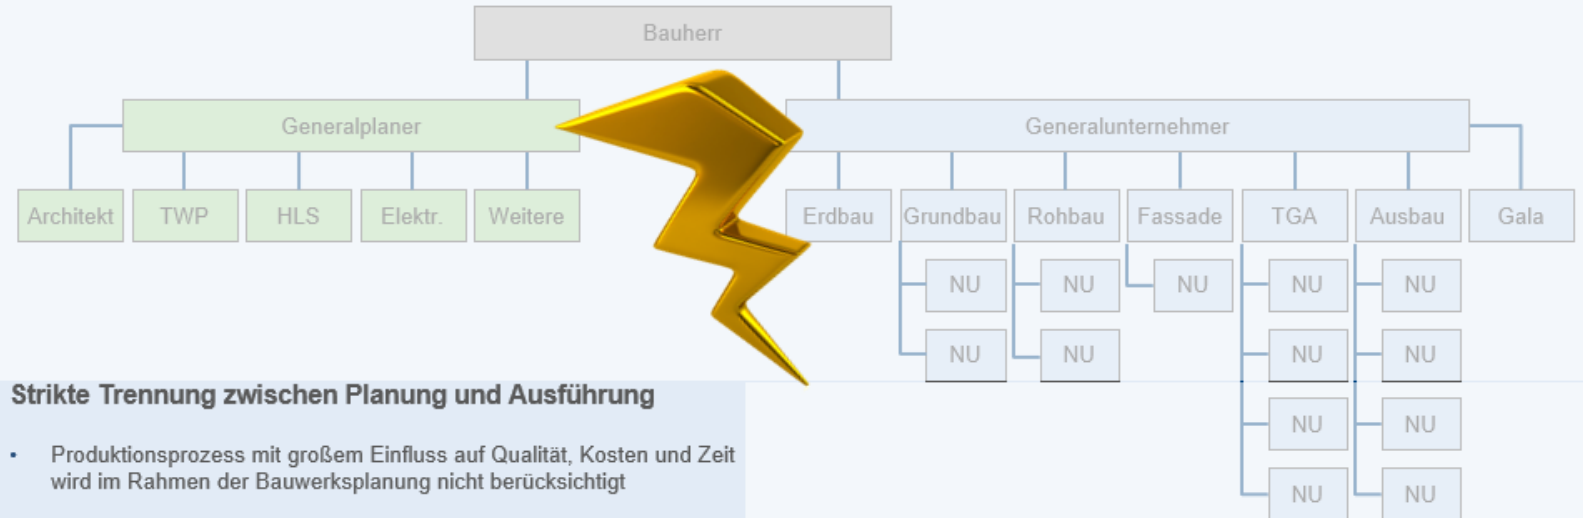 Bauherr
Generalplaner
Generalunternehmer
Architekt
TWP
HLS
Elektr.
Weitere
Erdbau
Grundbau
Rohbau
Fassade
TGA
Ausbau
Gala
NU
NU
NU
NU
NU
NU
NU
NU
NU
Strikte Trennung zwischen Planung und Ausführung
NU
NU
• Produktionsprozess mit großem Einfluss auf Qualität, Kosten und Zeit
wird im Rahmen der Bauwerksplanung nicht berücksichtigt
NU
NU